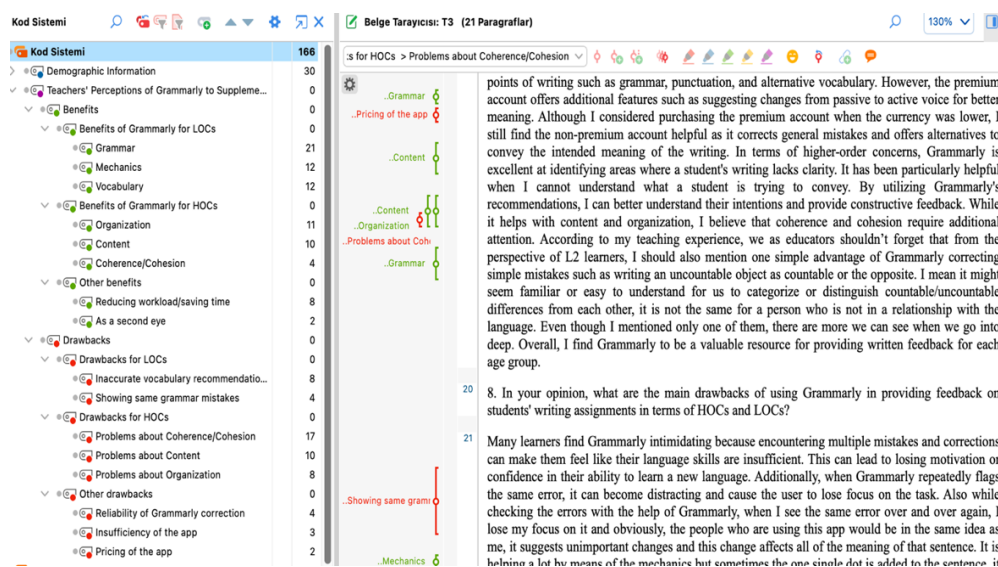 Kod Sistemi
Belge Tarayıcısı: T3 (21 Paragraflar)
130%
Kod Sistemi 166
Demographic Information 30
Teachers' Perceptions of Grammarly to Suppleme... 0
Benefits 0
Benefits of Grammarly for LOCs 0
Grammar 21
Mechanics 12
Vocabulary 12
Benefits of Grammarly for HOCs 0
Organization 11
Content 10
Coherence/Cohesion 4
Other benefits 0
Reducing workload/saving time 8
As a second eye 2
Drawbacks 0
Drawbacks for LOCs 0
Inaccurate vocabulary recommendatio... 8
Showing same grammar mistakes 4
Drawbacks for HOCs 0
Problems about Coherence/Cohesion 17
Problems about Content 10
Problems about Organization 8
Other drawbacks 0
Reliability of Grammarly correction 4
Insufficiency of the app 3
Pricing of the app 2
:s for HOCs > Problems about Coherence/Cohesion
..Grammar
..Pricing of the app
..Content
..Content
..Organization
..Problems about Coh
..Grammar
..Showing same gramr
..Mechanics
points of writing such as grammar, punctuation, and alternative vocabulary. However, the premium
account offers additional features such as suggesting changes from passive to active voice for better
meaning. Although I considered purchasing the premium account when the currency was lower, I
still find the non-premium account helpful as it corrects general mistakes and offers alternatives to
convey the intended meaning of the writing. In terms of higher-order concerns, Grammarly is
excellent at identifying areas where a student's writing lacks clarity. It has been particularly helpful
when I cannot understand what a student is trying to convey. By utilizing Grammarly's
recommendations, I can better understand their intentions and provide constructive feedback. While
it helps with content and organization, I believe that coherence and cohesion require additional
attention. According to my teaching experience, we as educators shouldn't forget that from the
perspective of L2 learners, I should also mention one simple advantage of Grammarly correcting
simple mistakes such as writing an uncountable object as countable or the opposite. I mean it might
seem familiar or easy to understand for us to categorize or distinguish countable/uncountable
differences from each other, it is not the same for a person who is not in a relationship with the
language. Even though I mentioned only one of them, there are more we can see when we go into
deep. Overall, I find Grammarly to be a valuable resource for providing written feedback for each
age group.
20
8. In your opinion, what are the main drawbacks of using Grammarly in providing feedback on
students' writing assignments in terms of HOCs and LOCs?
21
Many learners find Grammarly intimidating because encountering multiple mistakes and corrections
can make them feel like their language skills are insufficient. This can lead to losing motivation or
confidence in their ability to learn a new language. Additionally, when Grammarly repeatedly flags
the same error, it can become distracting and cause the user to lose focus on the task. Also while
checking the errors with the help of Grammarly, when I see the same error over and over again, I
lose my focus on it and obviously, the people who are using this app would be in the same idea as
me, it suggests unimportant changes and this change affects all of the meaning of that sentence. It is
helping a lot by means of the mechanics but sometimes the one single dot is added to the sentence, it